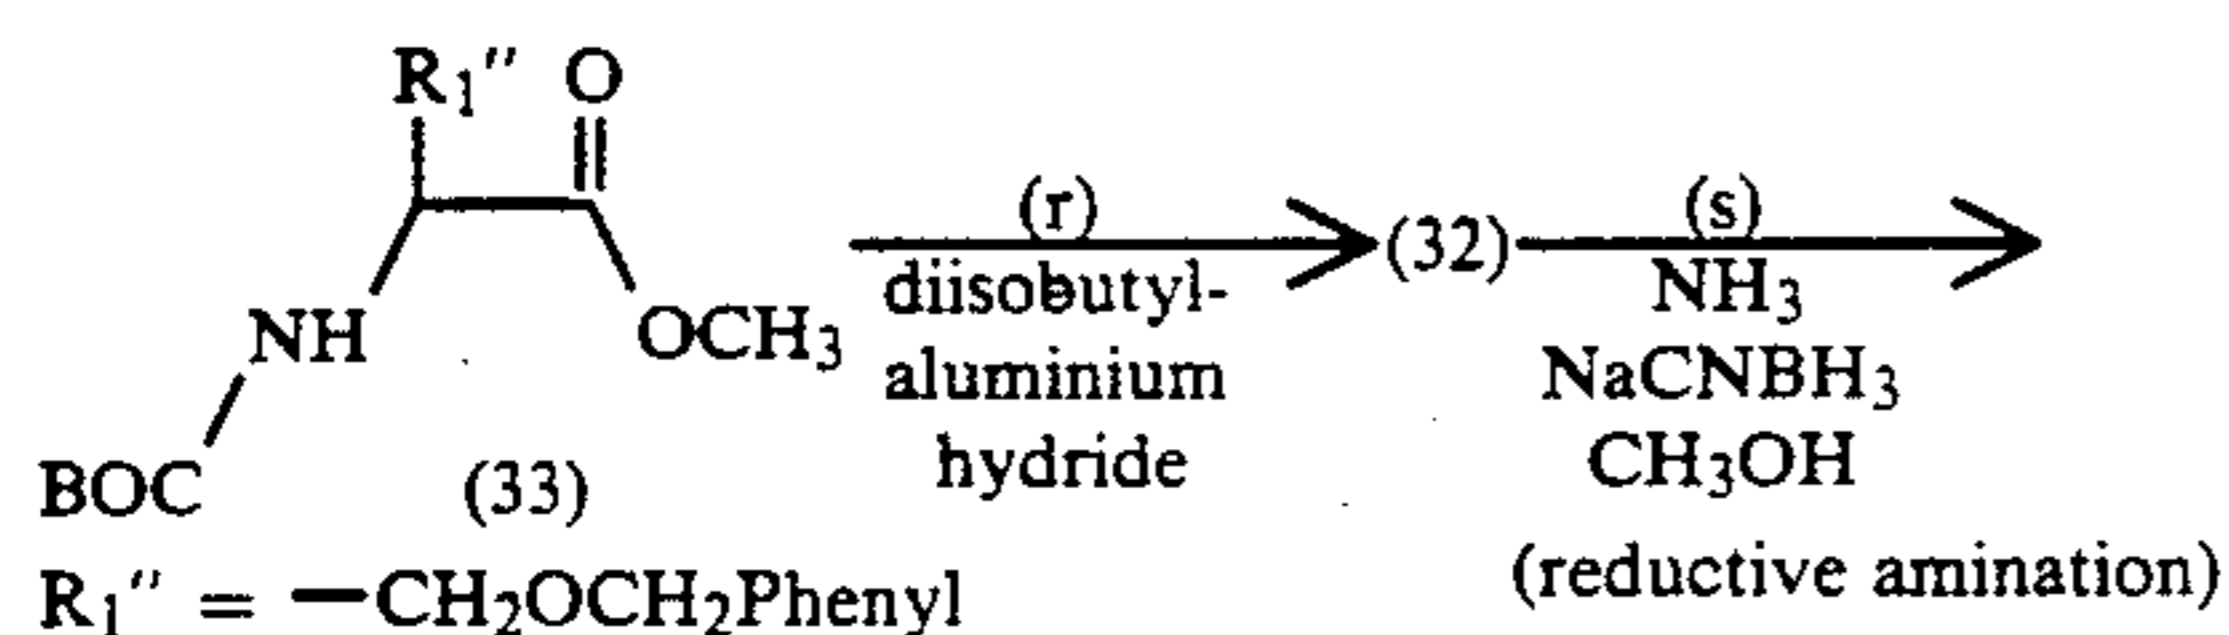 R₁″ O
(r)
(s)
(32)
NH
OCH₃
diisobutyl-
aluminium
hydride
NH₃
NaCNBH₃
CH₃OH
BOC
(33)
(reductive amination)
R₁″ = —CH₂OCH₂Phenyl